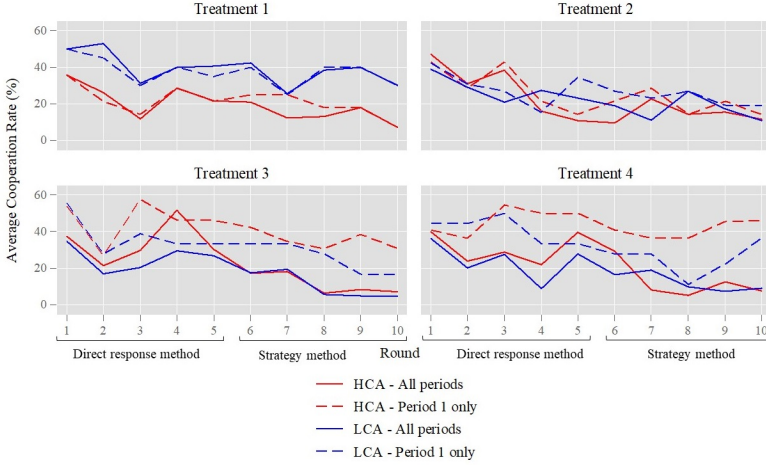 Treatment 1
Treatment 2
60
40
20
0
Treatment 3
Treatment 4
60
40
20
0
Average Cooperation Rate (%)
1 2 3 4 5 6 7 8 9 10
1 2 3 4 5 6 7 8 9 10
Direct response method
Strategy method
Round
Direct response method
Strategy method
HCA - All periods
HCA - Period 1 only
LCA - All periods
LCA - Period 1 only